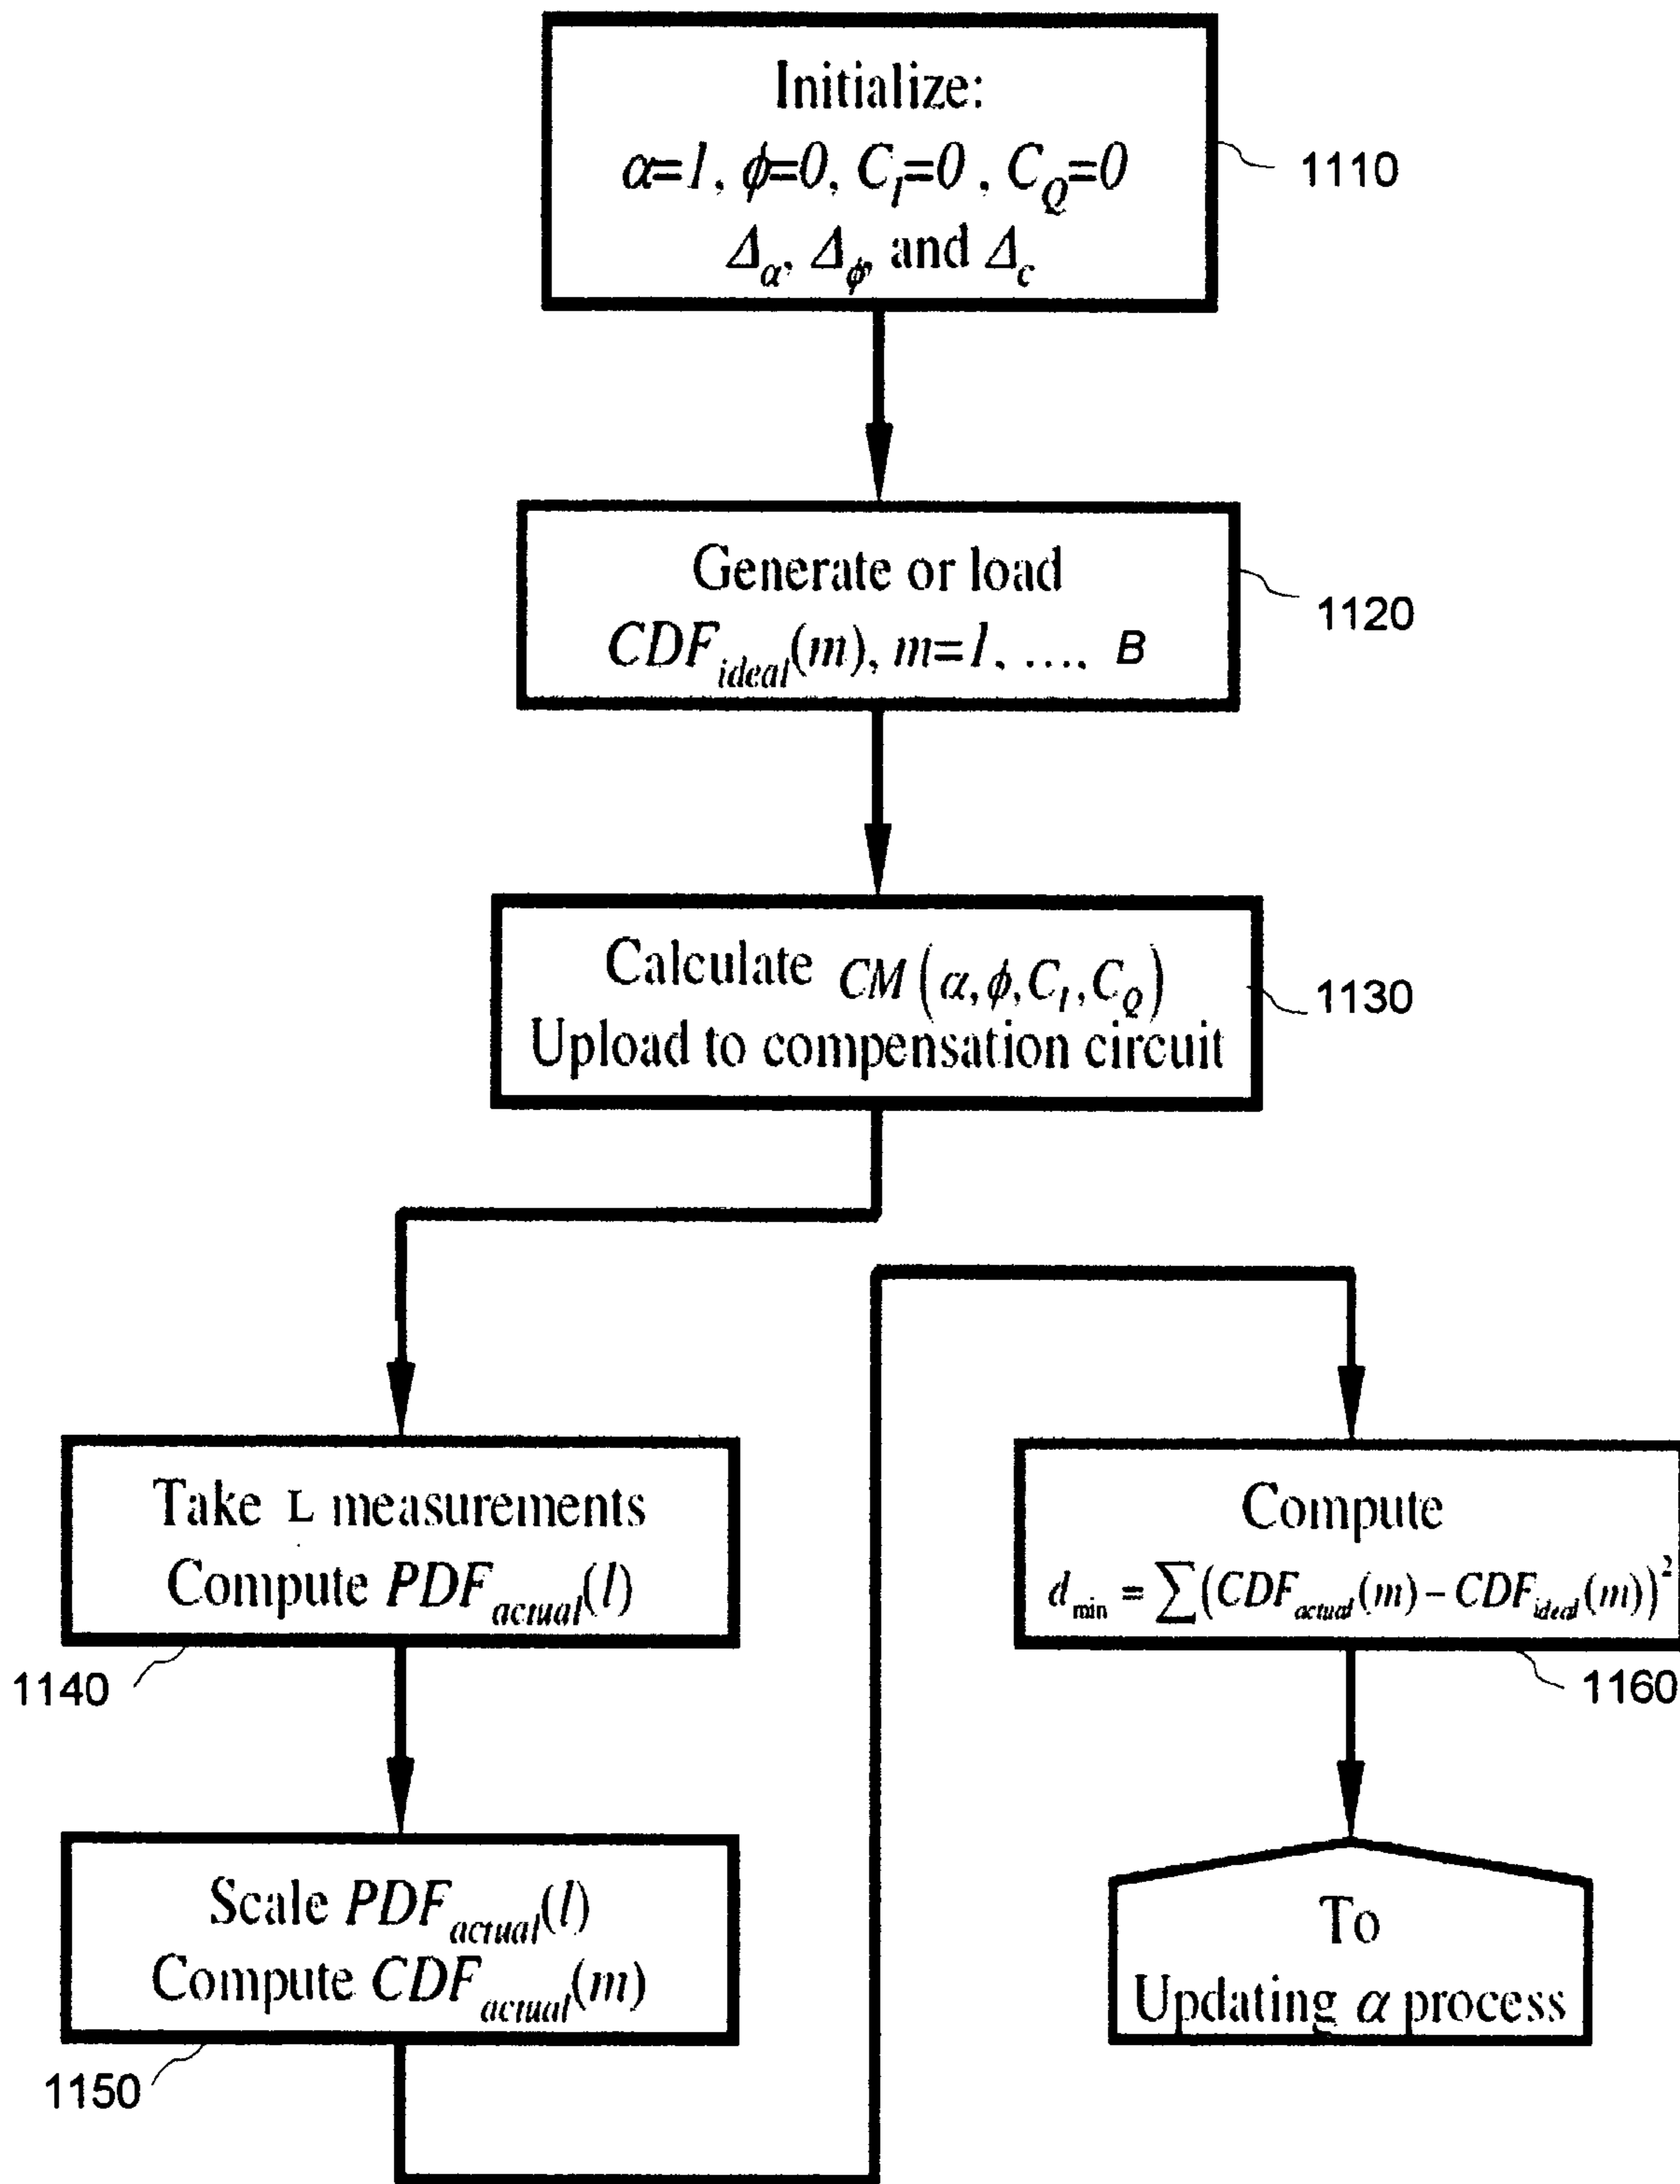 Initialize:
α=1, ϕ=0, C_I=0, C_Q=0
Δ_α, Δ_ϕ, and Δ_c
1110
Generate or load
CDF_ideal(m), m=1, ..., B
1120
Calculate CM(α, ϕ, C_I, C_Q)
Upload to compensation circuit
1130
Take L measurements
Compute PDF_actual(l)
1140
Scale PDF_actual(l)
Compute CDF_actual(m)
1150
Compute
d_min = ∑(CDF_actual(m) − CDF_ideal(m))²
1160
To
Updating α process